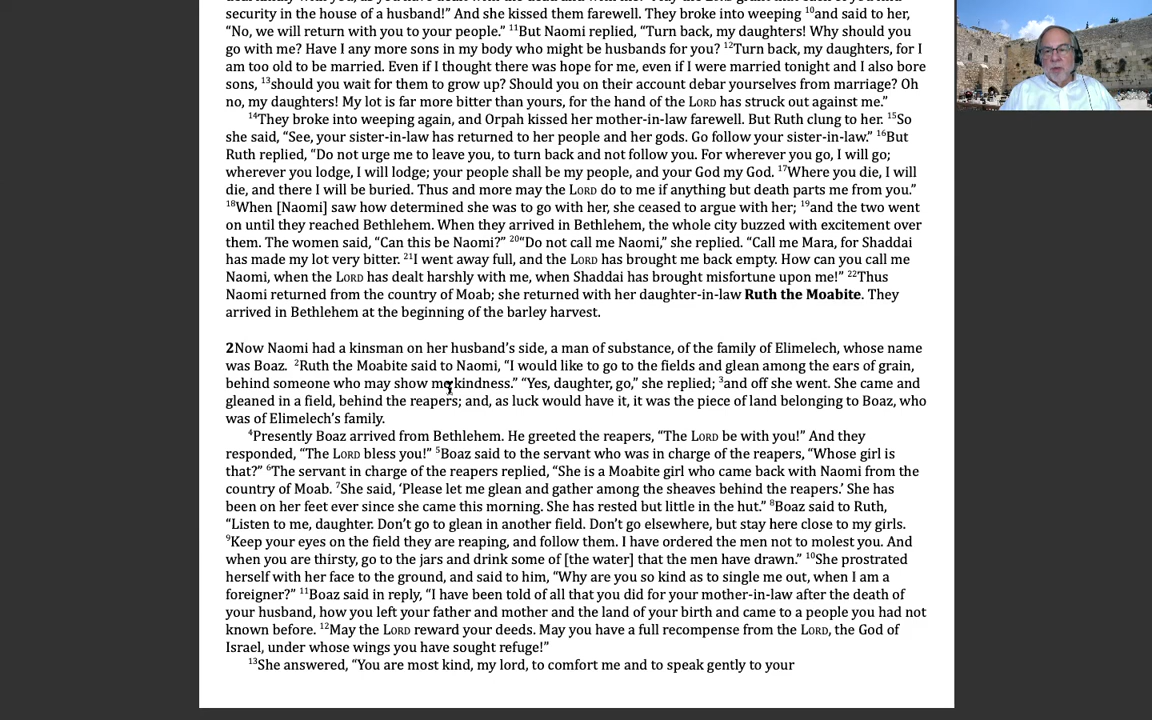 security in the house of a husband!” And she kissed them farewell. They broke into weeping ¹⁰and said to her,
“No, we will return with you to your people.” ¹¹But Naomi replied, “Turn back, my daughters! Why should you
go with me? Have I any more sons in my body who might be husbands for you? ¹²Turn back, my daughters, for I
am too old to be married. Even if I thought there was hope for me, even if I were married tonight and I also bore
sons, ¹³should you wait for them to grow up? Should you on their account debar yourselves from marriage? Oh
no, my daughters! My lot is far more bitter than yours, for the hand of the LORD has struck out against me.”
¹⁴They broke into weeping again, and Orpah kissed her mother-in-law farewell. But Ruth clung to her. ¹⁵So
she said, “See, your sister-in-law has returned to her people and her gods. Go follow your sister-in-law.” ¹⁶But
Ruth replied, “Do not urge me to leave you, to turn back and not follow you. For wherever you go, I will go;
wherever you lodge, I will lodge; your people shall be my people, and your God my God. ¹⁷Where you die, I will
die, and there I will be buried. Thus and more may the LORD do to me if anything but death parts me from you.”
¹⁸When [Naomi] saw how determined she was to go with her, she ceased to argue with her; ¹⁹and the two went
on until they reached Bethlehem. When they arrived in Bethlehem, the whole city buzzed with excitement over
them. The women said, “Can this be Naomi?” ²⁰“Do not call me Naomi,” she replied. “Call me Mara, for Shaddai
has made my lot very bitter. ²¹I went away full, and the LORD has brought me back empty. How can you call me
Naomi, when the LORD has dealt harshly with me, when Shaddai has brought misfortune upon me!” ²²Thus
Naomi returned from the country of Moab; she returned with her daughter-in-law Ruth the Moabite. They
arrived in Bethlehem at the beginning of the barley harvest.
2Now Naomi had a kinsman on her husband’s side, a man of substance, of the family of Elimelech, whose name
was Boaz. ²Ruth the Moabite said to Naomi, “I would like to go to the fields and glean among the ears of grain,
behind someone who may show me kindness.” “Yes, daughter, go,” she replied; ³and off she went. She came and
gleaned in a field, behind the reapers; and, as luck would have it, it was the piece of land belonging to Boaz, who
was of Elimelech’s family.
⁴Presently Boaz arrived from Bethlehem. He greeted the reapers, “The LORD be with you!” And they
responded, “The LORD bless you!” ⁵Boaz said to the servant who was in charge of the reapers, “Whose girl is
that?” ⁶The servant in charge of the reapers replied, “She is a Moabite girl who came back with Naomi from the
country of Moab. ⁷She said, ‘Please let me glean and gather among the sheaves behind the reapers.’ She has
been on her feet ever since she came this morning. She has rested but little in the hut.” ⁸Boaz said to Ruth,
“Listen to me, daughter. Don’t go to glean in another field. Don’t go elsewhere, but stay here close to my girls.
⁹Keep your eyes on the field they are reaping, and follow them. I have ordered the men not to molest you. And
when you are thirsty, go to the jars and drink some of [the water] that the men have drawn.” ¹⁰She prostrated
herself with her face to the ground, and said to him, “Why are you so kind as to single me out, when I am a
foreigner?” ¹¹Boaz said in reply, “I have been told of all that you did for your mother-in-law after the death of
your husband, how you left your father and mother and the land of your birth and came to a people you had not
known before. ¹²May the LORD reward your deeds. May you have a full recompense from the LORD, the God of
Israel, under whose wings you have sought refuge!”
¹³She answered, “You are most kind, my lord, to comfort me and to speak gently to your